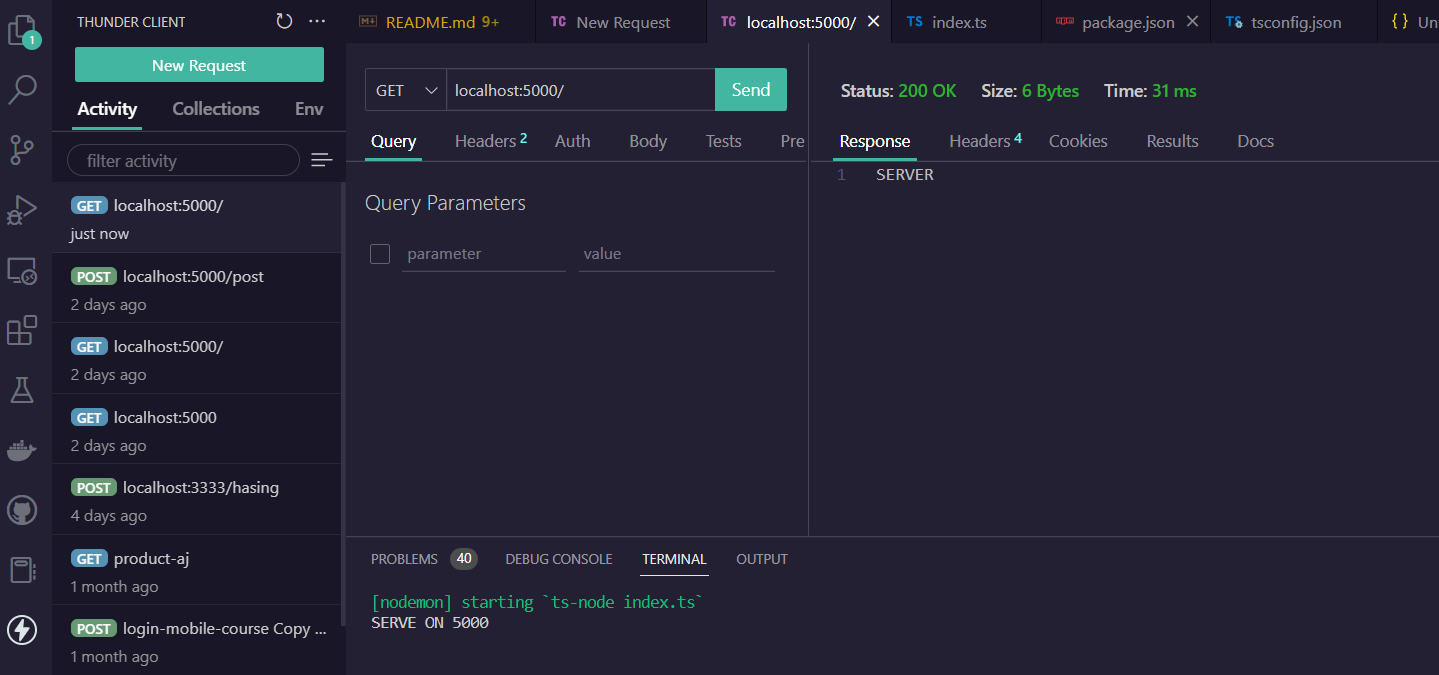 THUNDER CLIENT
README.md 9+
TC New Request
TC localhost:5000/
TS index.ts
package.json
TS tsconfig.json
{ } Un
1
New Request
Activity Collections Env
filter activity
GET localhost:5000/
just now
POST localhost:5000/post
2 days ago
GET localhost:5000/
2 days ago
GET localhost:5000
2 days ago
POST localhost:3333/hasing
4 days ago
GET product-aj
1 month ago
POST login-mobile-course Copy ...
1 month ago
GET localhost:5000/ Send
Query Headers 2 Auth Body Tests Pre
Query Parameters
parameter value
Status: 200 OK Size: 6 Bytes Time: 31 ms
Response Headers 4 Cookies Results Docs
1 SERVER
PROBLEMS 40 DEBUG CONSOLE TERMINAL OUTPUT
[nodemon] starting `ts-node index.ts`
SERVE ON 5000